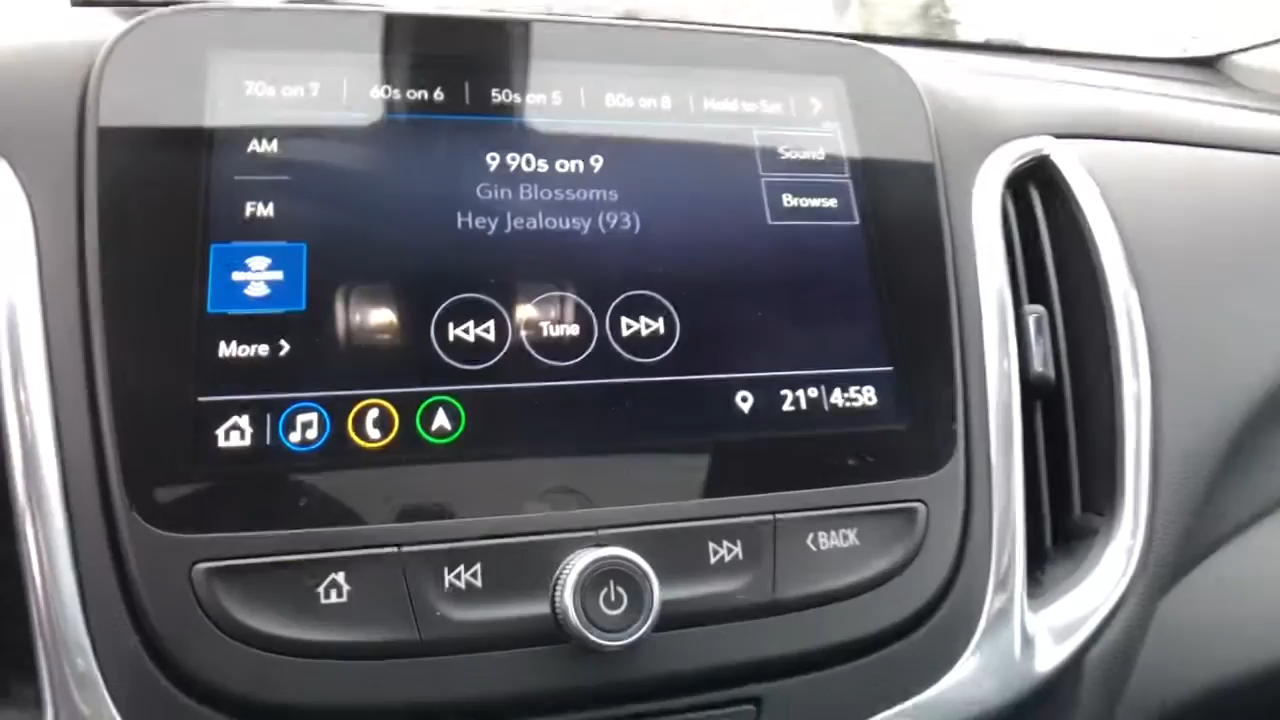 70s on 7 | 60s on 6 | 50s on 5 | 80s on 8 | Hold to Set |
AM
FM
More
9 90s on 9
Gin Blossoms
Hey Jealousy (93)
Sound
Browse
Tune
21° | 4:58
BACK